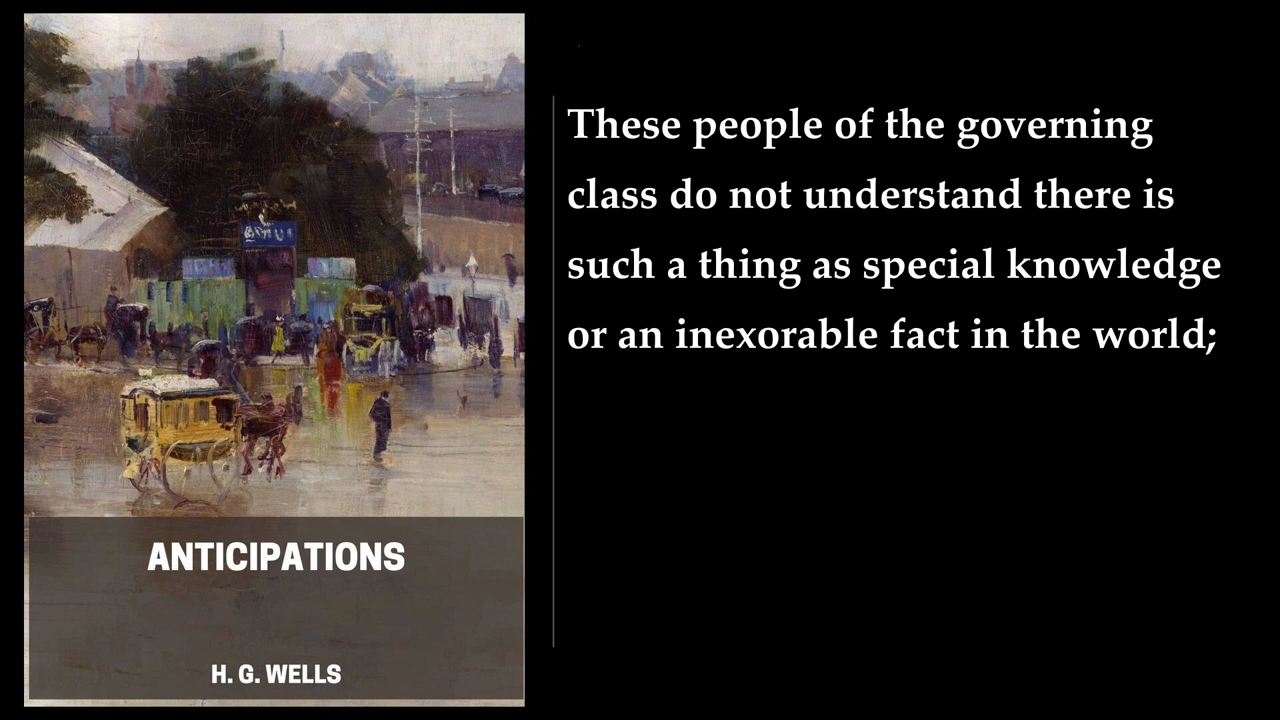 These people of the governing
class do not understand there is
such a thing as special knowledge
or an inexorable fact in the world;
ANTICIPATIONS
H. G. WELLS